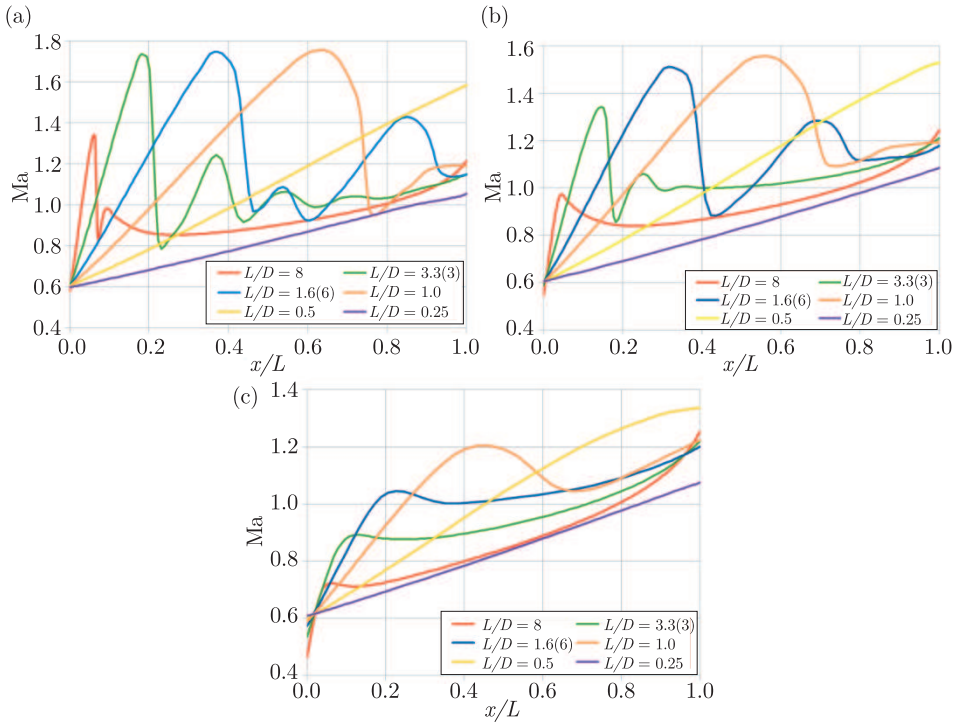 (a)
1.8
1.6
1.4
1.2
1.0
0.8
0.6
0.4
Ma
0.0 0.2 0.4 0.6 0.8 1.0
x/L
L/D = 8 L/D = 3.3(3)
L/D = 1.6(6) L/D = 1.0
L/D = 0.5 L/D = 0.25
(b)
1.6
1.4
1.2
1.0
0.8
0.6
0.4
Ma
0.0 0.2 0.4 0.6 0.8 1.0
x/L
L/D = 8 L/D = 3.3(3)
L/D = 1.6(6) L/D = 1.0
L/D = 0.5 L/D = 0.25
(c)
1.4
1.2
1.0
0.8
0.6
0.4
Ma
0.0 0.2 0.4 0.6 0.8 1.0
x/L
L/D = 8 L/D = 3.3(3)
L/D = 1.6(6) L/D = 1.0
L/D = 0.5 L/D = 0.25